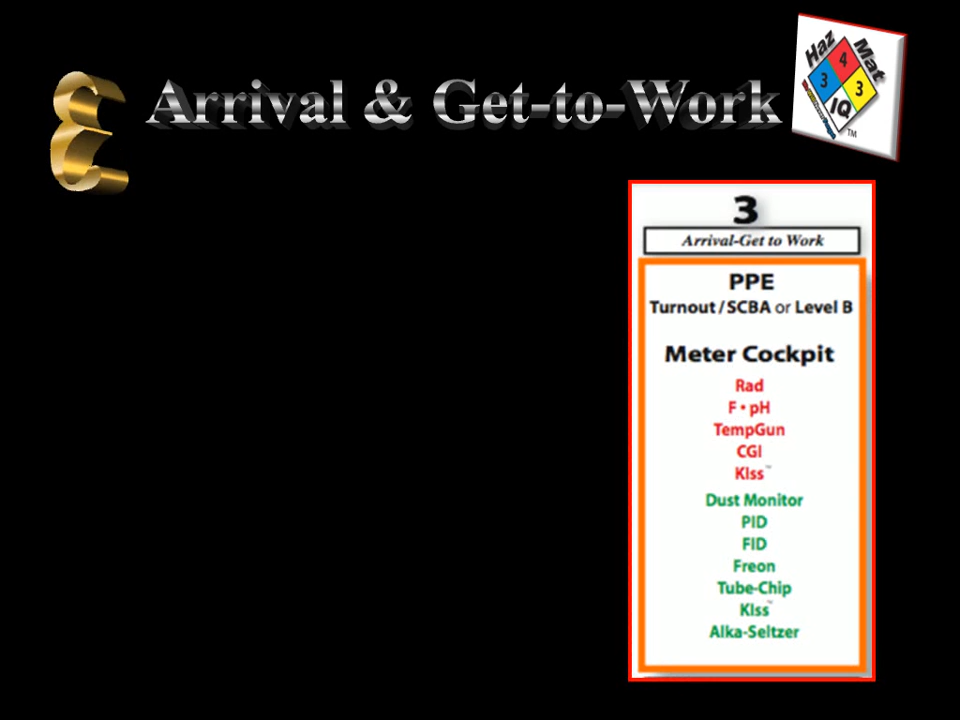 3
Arrival & Get-to-Work
Haz Mat
4
3 3
IQ
TM
3
Arrival-Get to Work
PPE
Turnout / SCBA or Level B
Meter Cockpit
Rad
F • pH
TempGun
CGI
KIss™
Dust Monitor
PID
FID
Freon
Tube-Chip
KIss™
Alka-Seltzer